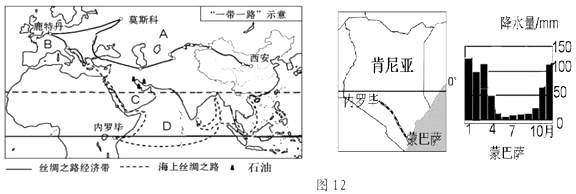 "一带一路"示意
鹿特丹
莫斯科
A
B
西安
C
D
内罗毕
丝绸之路经济带
海上丝绸之路
石油
肯尼亚
0°
内罗毕
蒙巴萨
降水量/mm
150
100
50
0
1 4 7 10月
蒙巴萨
图 12